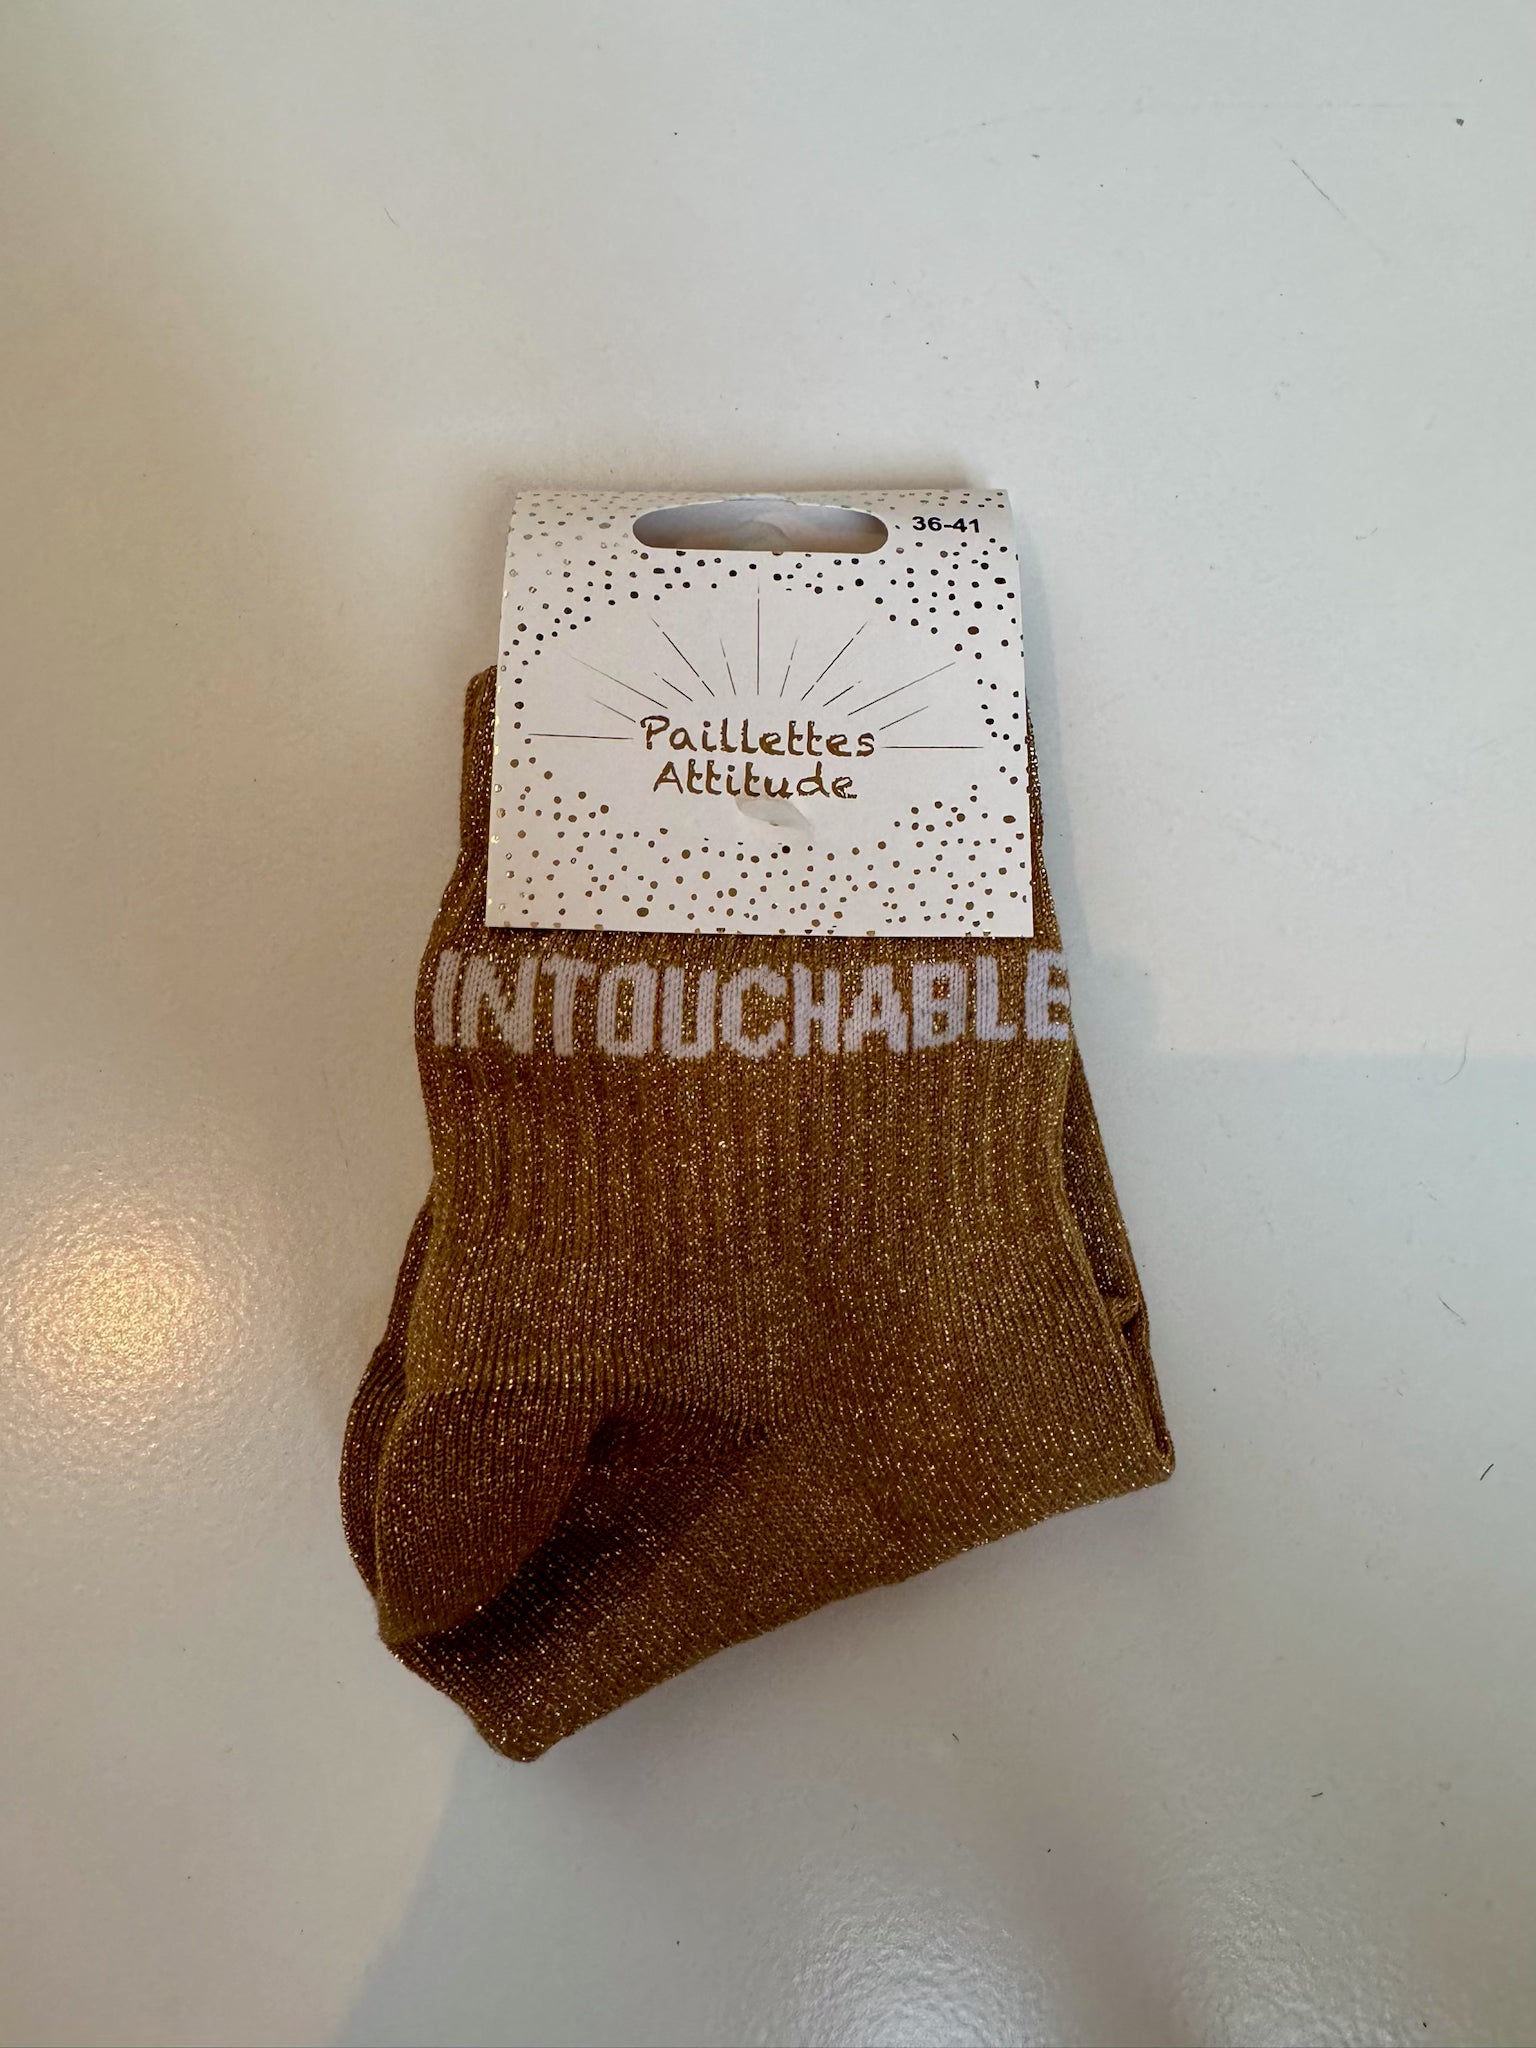 36-41
Paillettes
Attitude
INTOUCHABLE